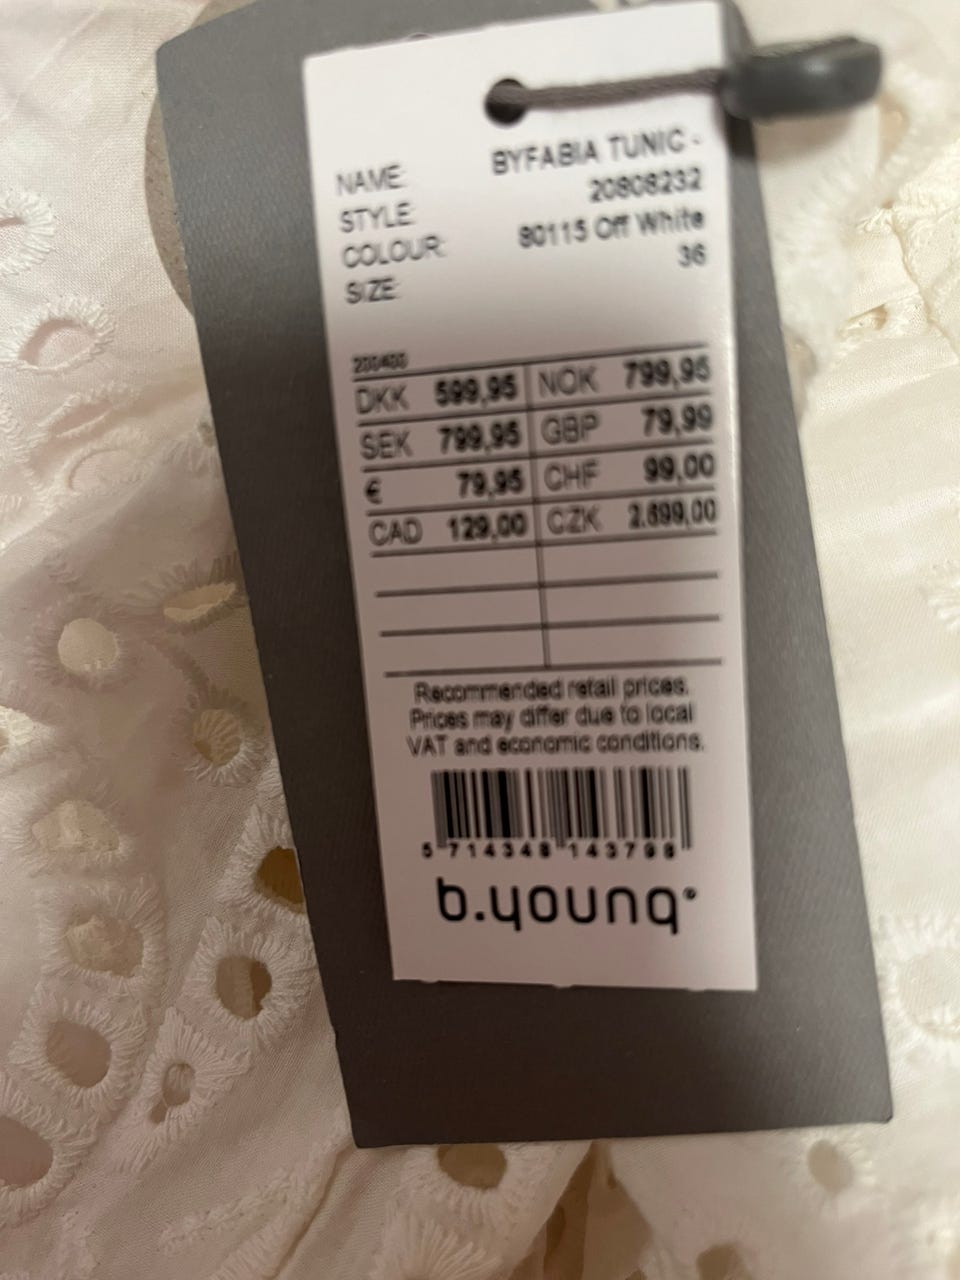 NAME: BYFABIA TUNIC -
STYLE: 20808232
COLOUR: 80115 Off White
SIZE: 36
200400
DKK 599,95 NOK 799,95
SEK 799,95 GBP 79,99
€ 79,95 CHF 99,00
CAD 129,00 CZK 2.699,00
Recommended retail prices.
Prices may differ due to local
VAT and economic conditions.
5 714348 143798
b.young®